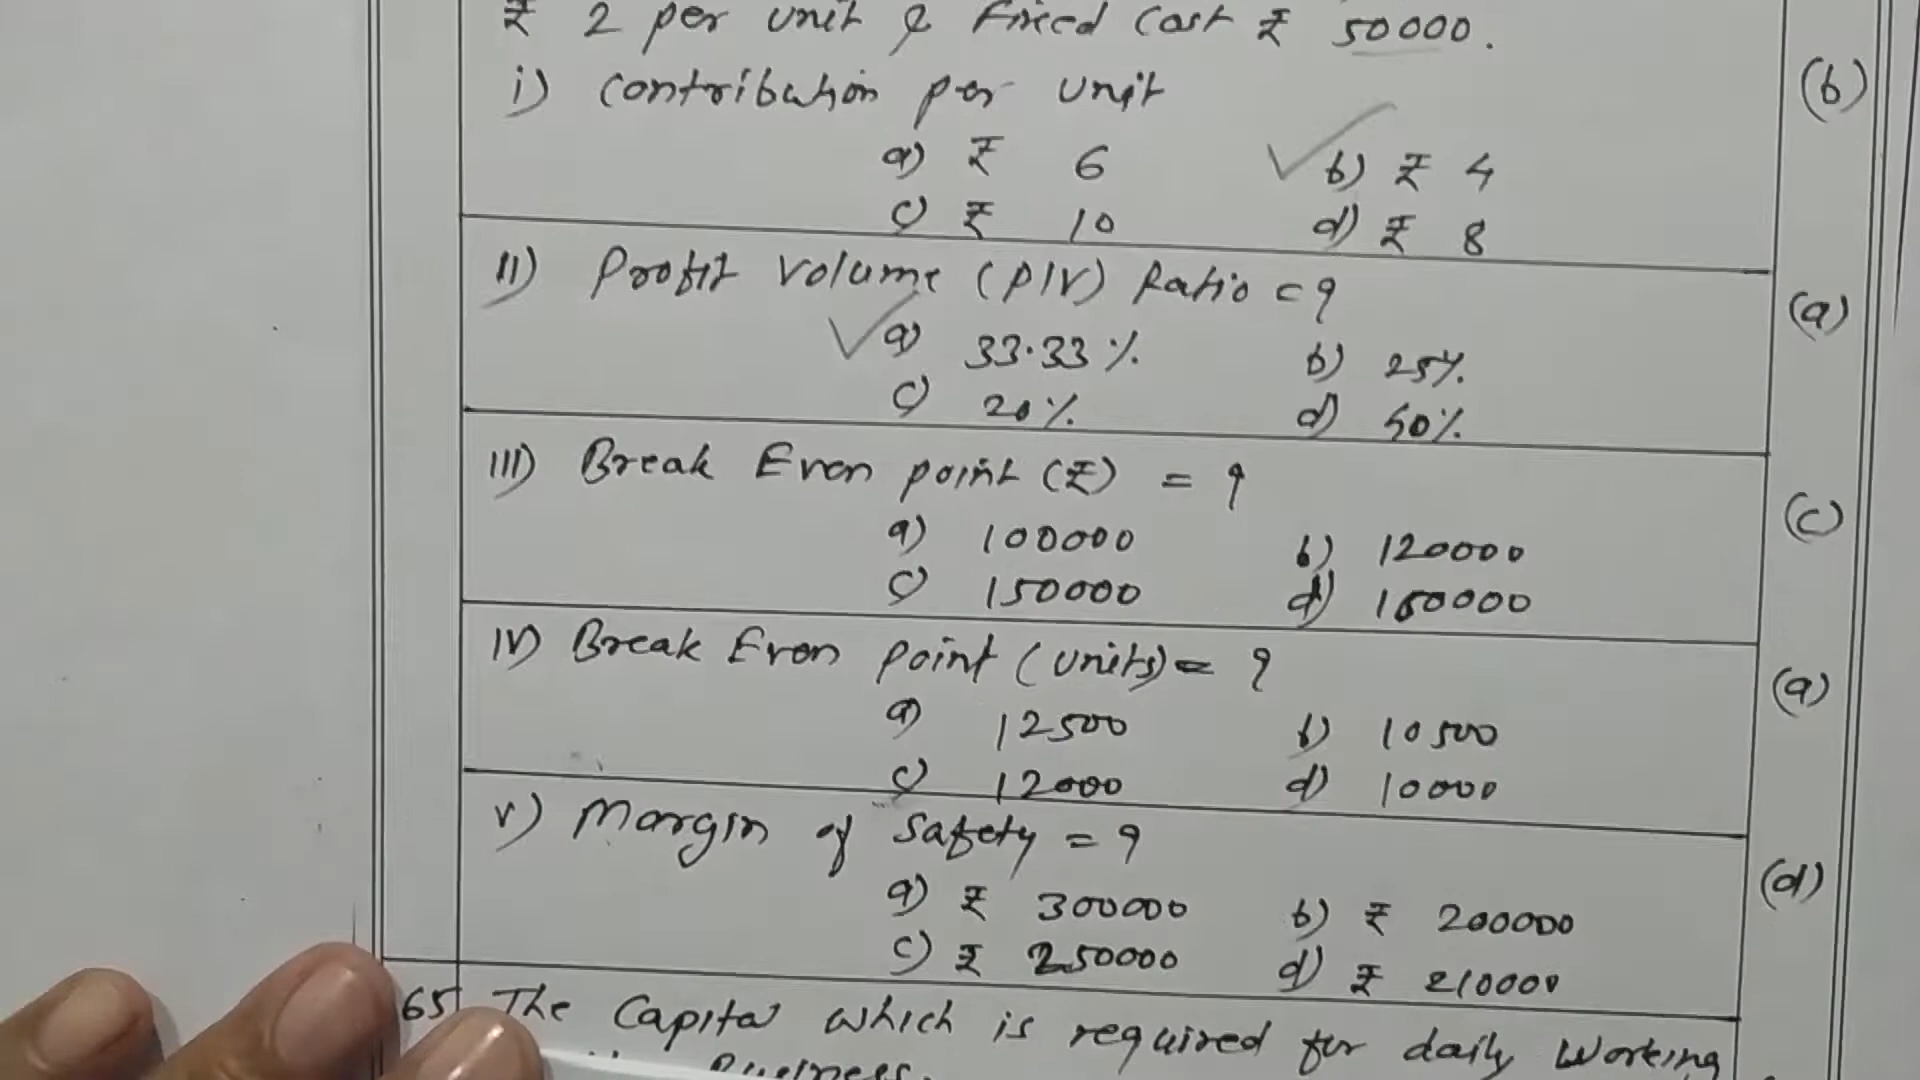 ₹ 2 per unit & Fixed Cost ₹ 50000.
i) Contribution per unit (b)
a) ₹ 6 b) ₹ 4
c) ₹ 10 d) ₹ 8
II) Profit Volume (P/V) Ratio = ? (a)
a) 33.33 % b) 25%
c) 20% d) 50%
III) Break Even point (₹) = ? (c)
a) 100000 b) 120000
c) 150000 d) 160000
IV) Break Even point (units) = ? (a)
a) 12500 b) 10500
c) 12000 d) 10000
v) Margin of Safety = ? (d)
a) ₹ 300000 b) ₹ 200000
c) ₹ 250000 d) ₹ 210000
65 The Capital which is required for daily working
Business.